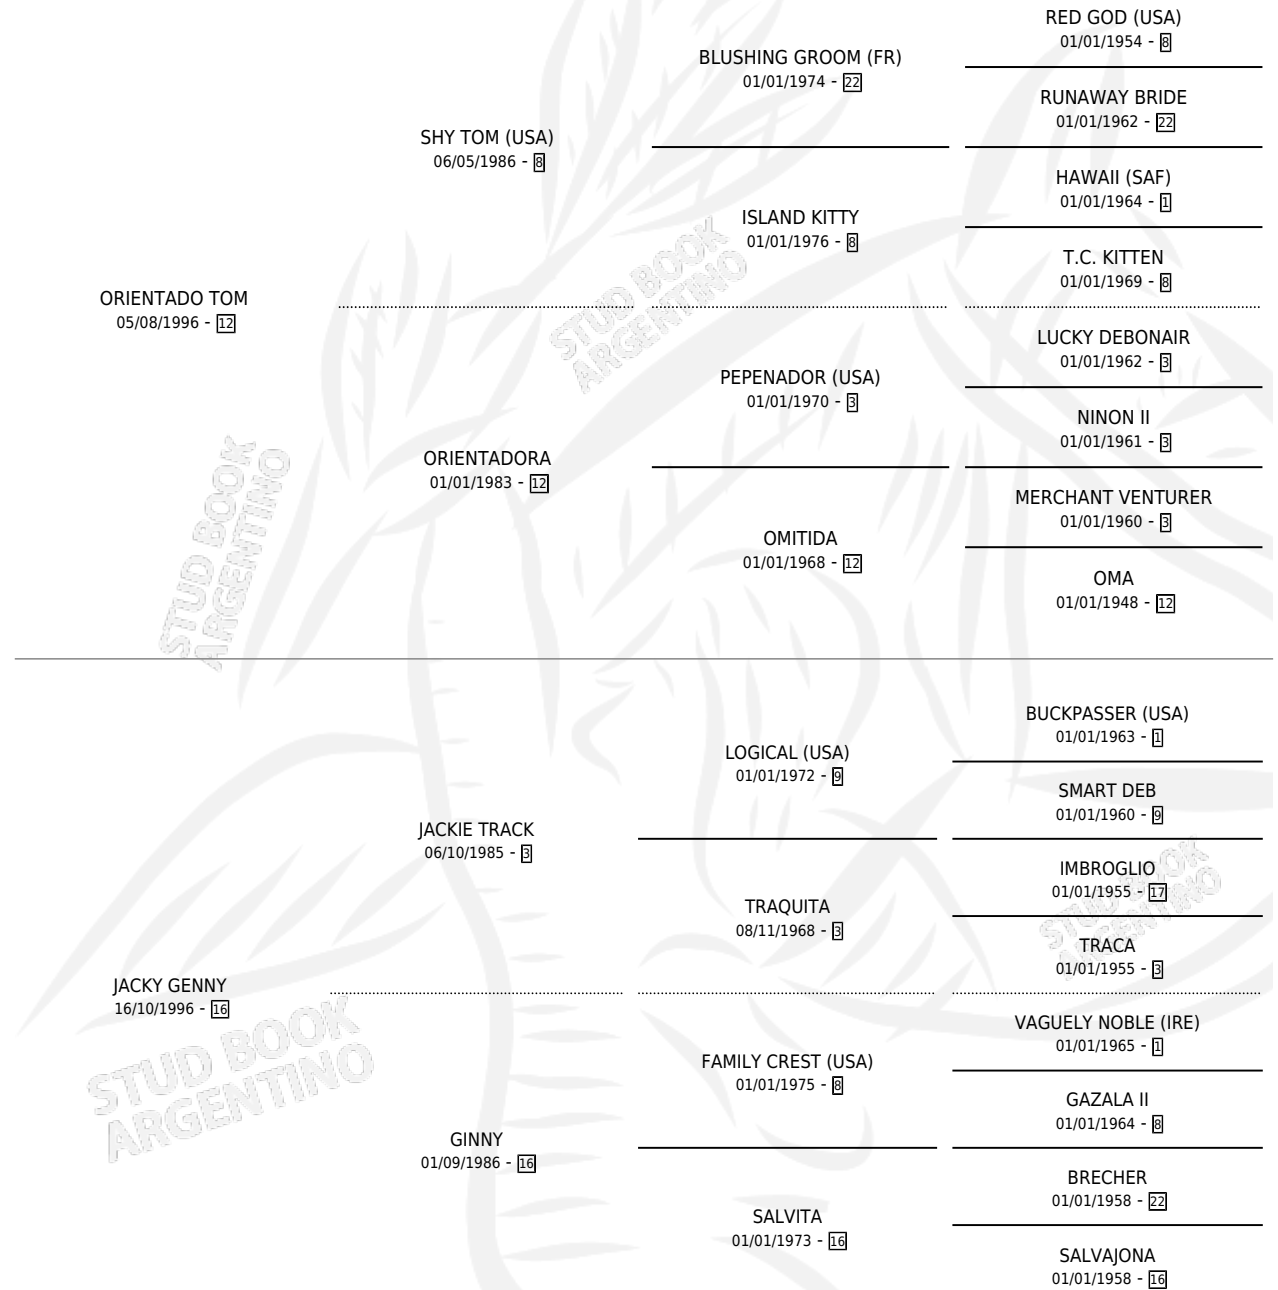 RED GOD (USA)
01/01/1954 - 8
BLUSHING GROOM (FR)
01/01/1974 - 22
RUNAWAY BRIDE
01/01/1962 - 22
SHY TOM (USA)
06/05/1986 - 8
HAWAII (SAF)
01/01/1964 - 1
ISLAND KITTY
01/01/1976 - 8
T.C. KITTEN
01/01/1969 - 8
ORIENTADO TOM
05/08/1996 - 12
LUCKY DEBONAIR
01/01/1962 - 3
PEPENADOR (USA)
01/01/1970 - 3
NINON II
01/01/1961 - 3
ORIENTADORA
01/01/1983 - 12
MERCHANT VENTURER
01/01/1960 - 3
OMITIDA
01/01/1968 - 12
OMA
01/01/1948 - 12
STUD BOOK
ARGENTINO
STUD BOOK
ARGENTINO
BUCKPASSER (USA)
01/01/1963 - 1
LOGICAL (USA)
01/01/1972 - 9
SMART DEB
01/01/1960 - 9
JACKIE TRACK
06/10/1985 - 3
IMBROGLIO
01/01/1955 - 17
TRAQUITA
08/11/1968 - 3
TRACA
01/01/1955 - 3
JACKY GENNY
16/10/1996 - 16
VAGUELY NOBLE (IRE)
01/01/1965 - 1
FAMILY CREST (USA)
01/01/1975 - 8
GAZALA II
01/01/1964 - 8
GINNY
01/09/1986 - 16
BRECHER
01/01/1958 - 22
SALVITA
01/01/1973 - 16
SALVAJONA
01/01/1958 - 16
STUD BOOK
ARGENTINO
STUD BOOK
ARGENTINO